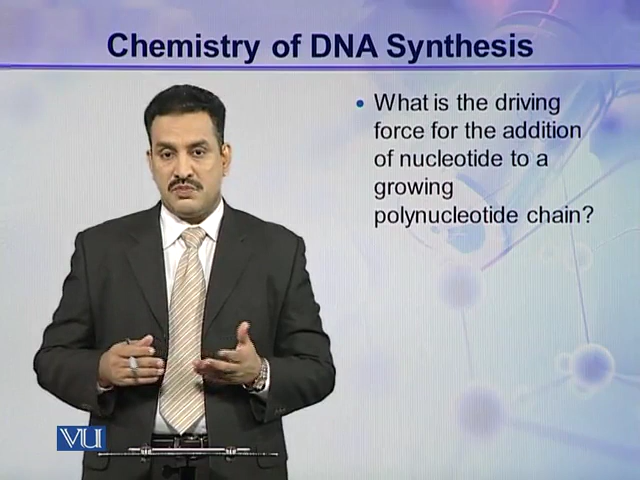 Chemistry of DNA Synthesis
• What is the driving
force for the addition
of nucleotide to a
growing
polynucleotide chain?
VU